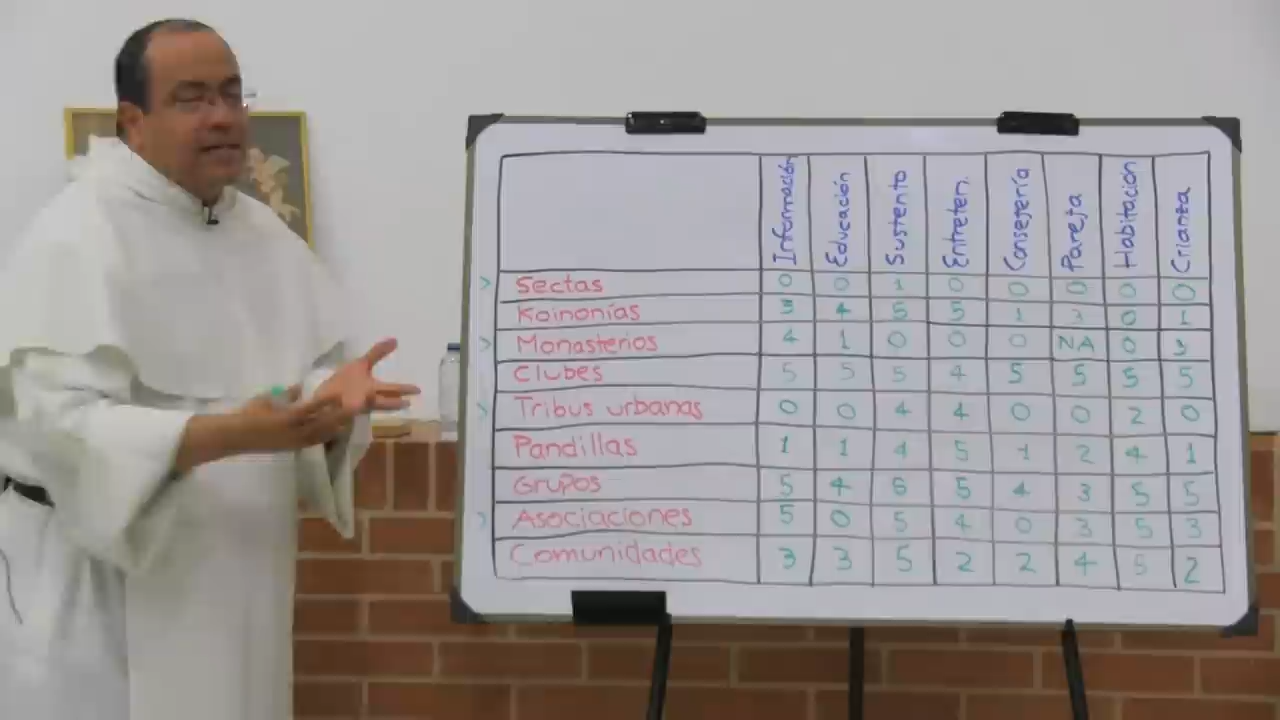 Información Educación Sustento Entreten. Consejería Pareja Habitación Crianza
> Sectas 0 0 1 0 0 0 0 0
Koinonías 3 4 5 5 1 3 0 1
> Monasterios 4 1 0 0 0 NA 0 3
Clubes 5 5 5 4 5 5 5 5
> Tribus urbanas 0 0 4 4 0 0 2 0
Pandillas 1 1 4 5 1 2 4 1
Grupos 5 4 5 5 4 3 5 5
> Asociaciones 5 0 5 4 0 3 5 3
Comunidades 3 3 5 2 2 4 5 2